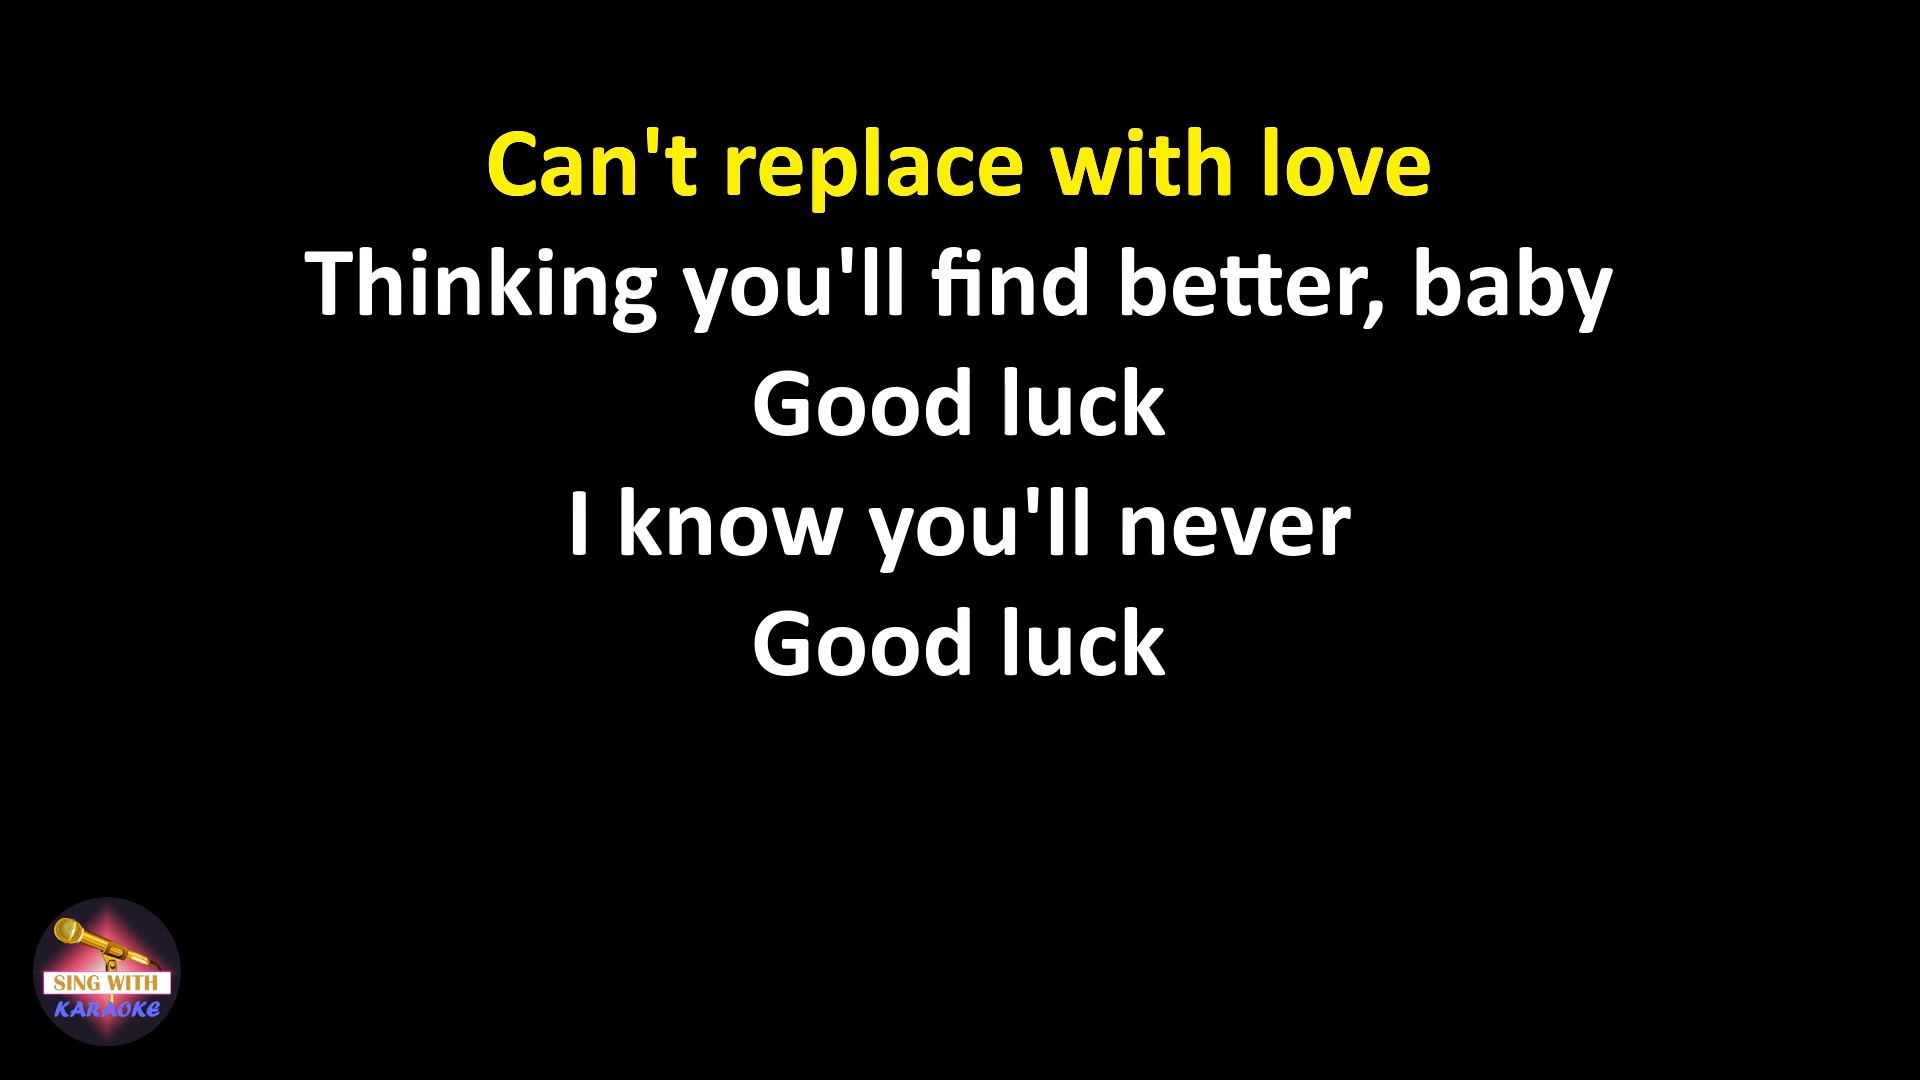 Can't replace with love
Thinking you'll find better, baby
Good luck
I know you'll never
Good luck
SING WITH
KARAOKE